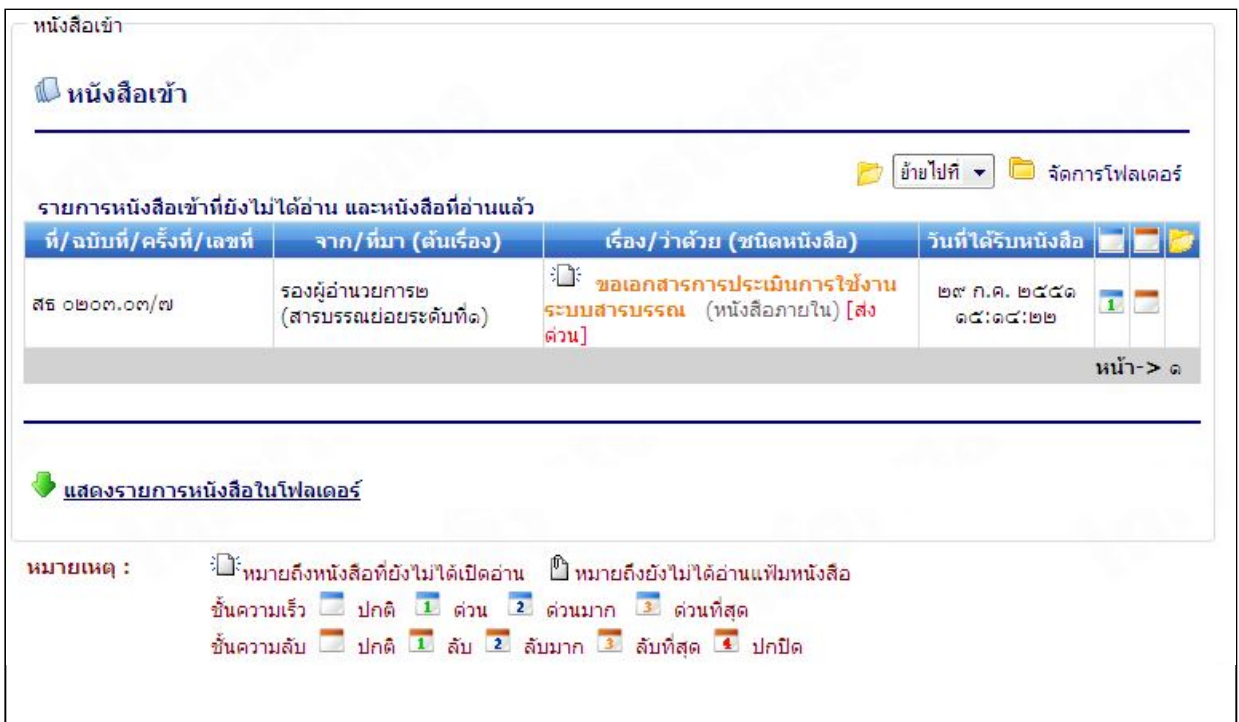 หนังสือเข้า
หนังสือเข้า
ย้ายไปที่ จัดการโฟลเดอร์
รายการหนังสือเข้าที่ยังไม่ได้อ่าน และหนังสือที่อ่านแล้ว
ที่/ฉบับที่/ครั้งที่/เลขที่ จาก/ที่มา (ต้นเรื่อง) เรื่อง/ว่าด้วย (ชนิดหนังสือ) วันที่ได้รับหนังสือ
สธ ๐๒๐๓.๐๓/๗
รองผู้อำนวยการ๒
(สารบรรณย่อยระดับที่๑)
ขอเอกสารการประเมินการใช้งาน
ระบบสารบรรณ (หนังสือภายใน) [ส่ง
ด่วน]
๒๙ ก.ค. ๒๕๕๑
๑๕:๑๕:๒๒
1
หน้า-> ๑
แสดงรายการหนังสือในโฟลเดอร์
หมายเหตุ : หมายถึงหนังสือที่ยังไม่ได้เปิดอ่าน หมายถึงยังไม่ได้อ่านแฟ้มหนังสือ
ชั้นความเร็ว ปกติ 1 ด่วน 2 ด่วนมาก 3 ด่วนที่สุด
ชั้นความลับ ปกติ 1 ลับ 2 ลับมาก 3 ลับที่สุด 4 ปกปิด